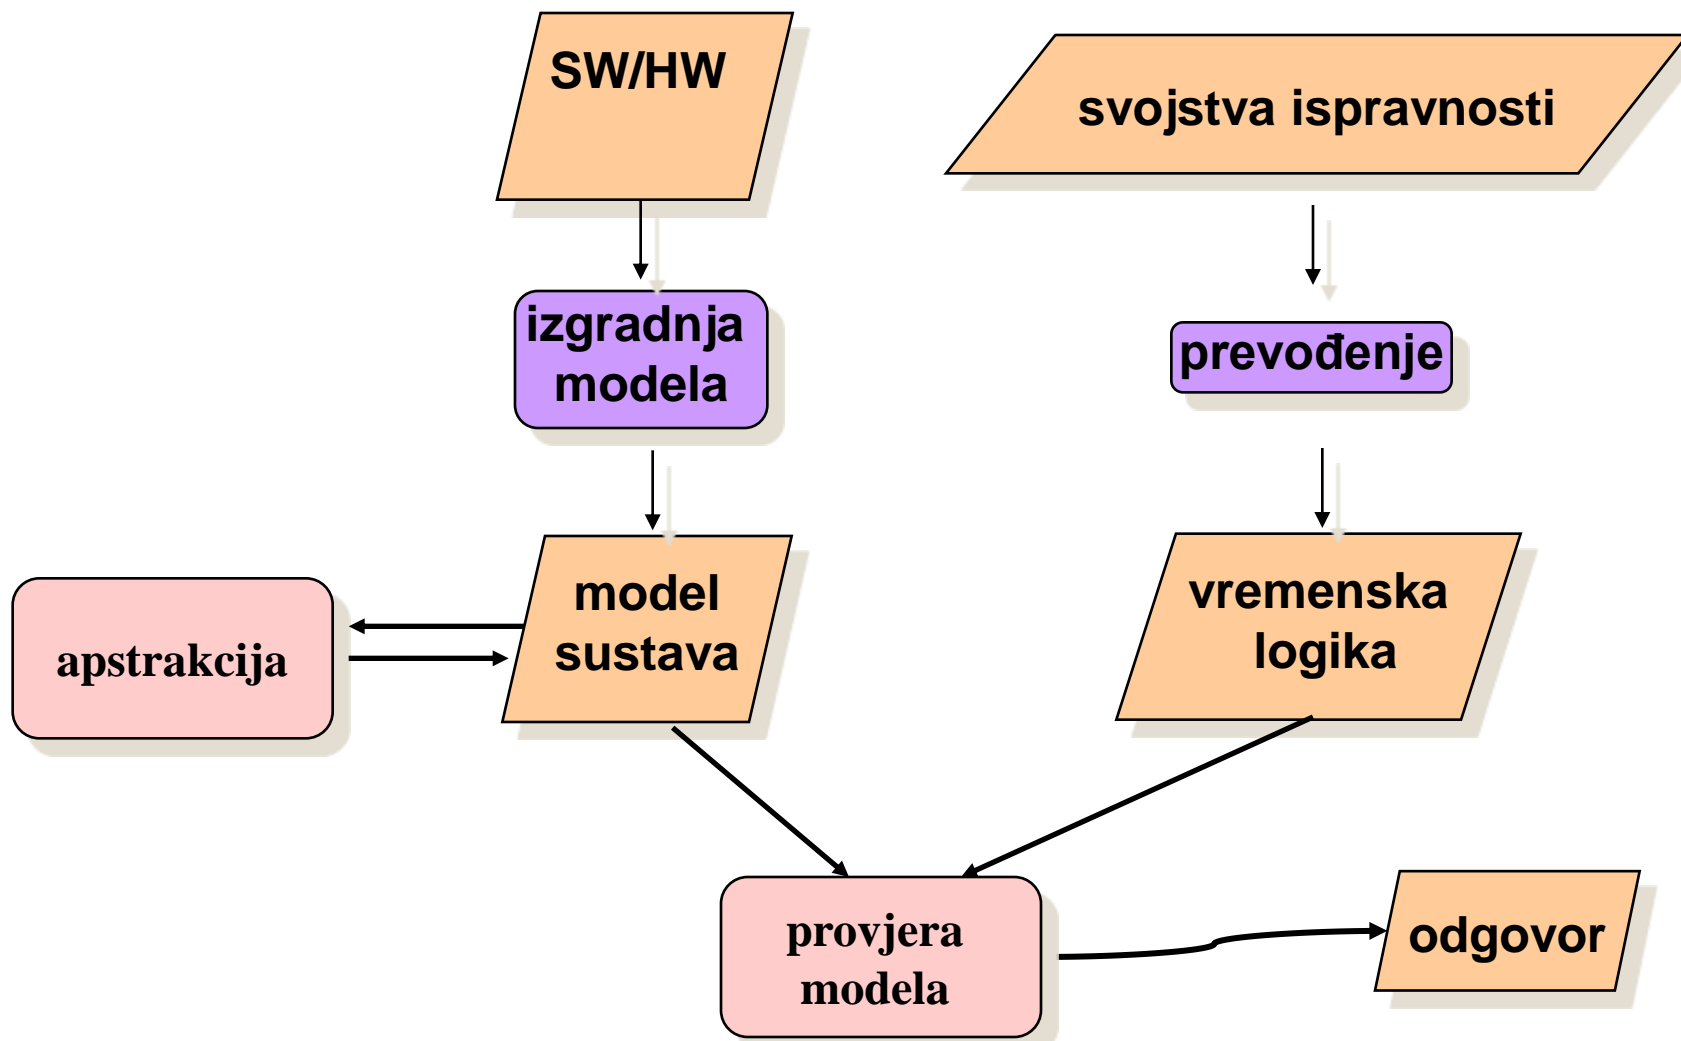 SW/HW
svojstva ispravnosti
izgradnja
modela
prevođenje
model
sustava
vremenska
logika
apstrakcija
provjera
modela
odgovor